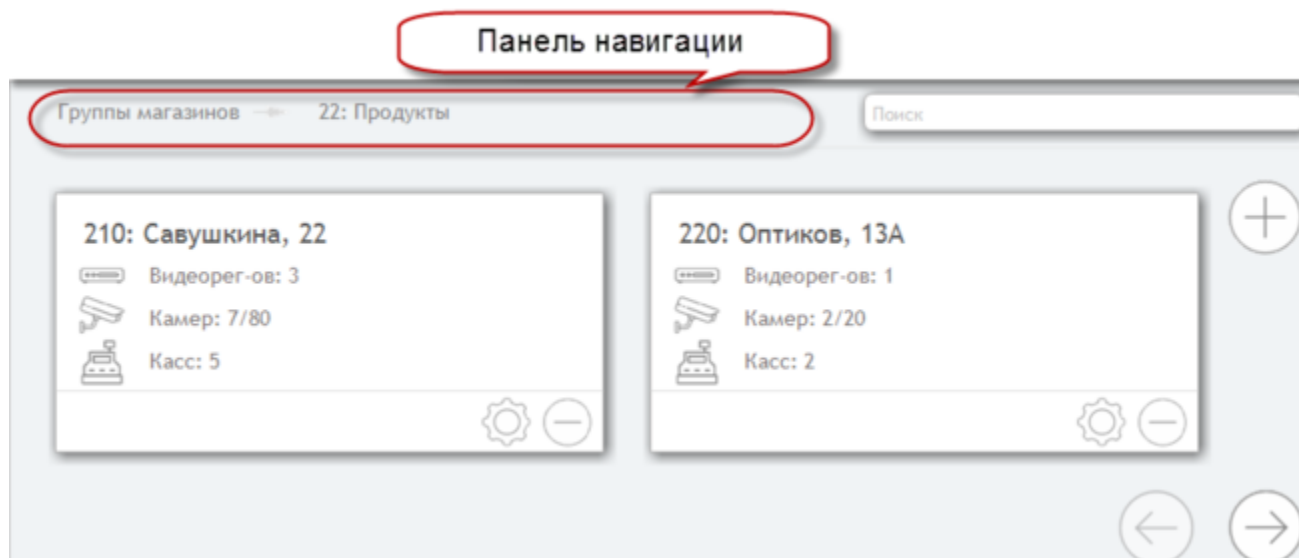 Панель навигации
Группы магазинов 22: Продукты
Поиск
210: Савушкина, 22
Видеорег-ов: 3
Камер: 7/80
Касс: 5
220: Оптиков, 13А
Видеорег-ов: 1
Камер: 2/20
Касс: 2